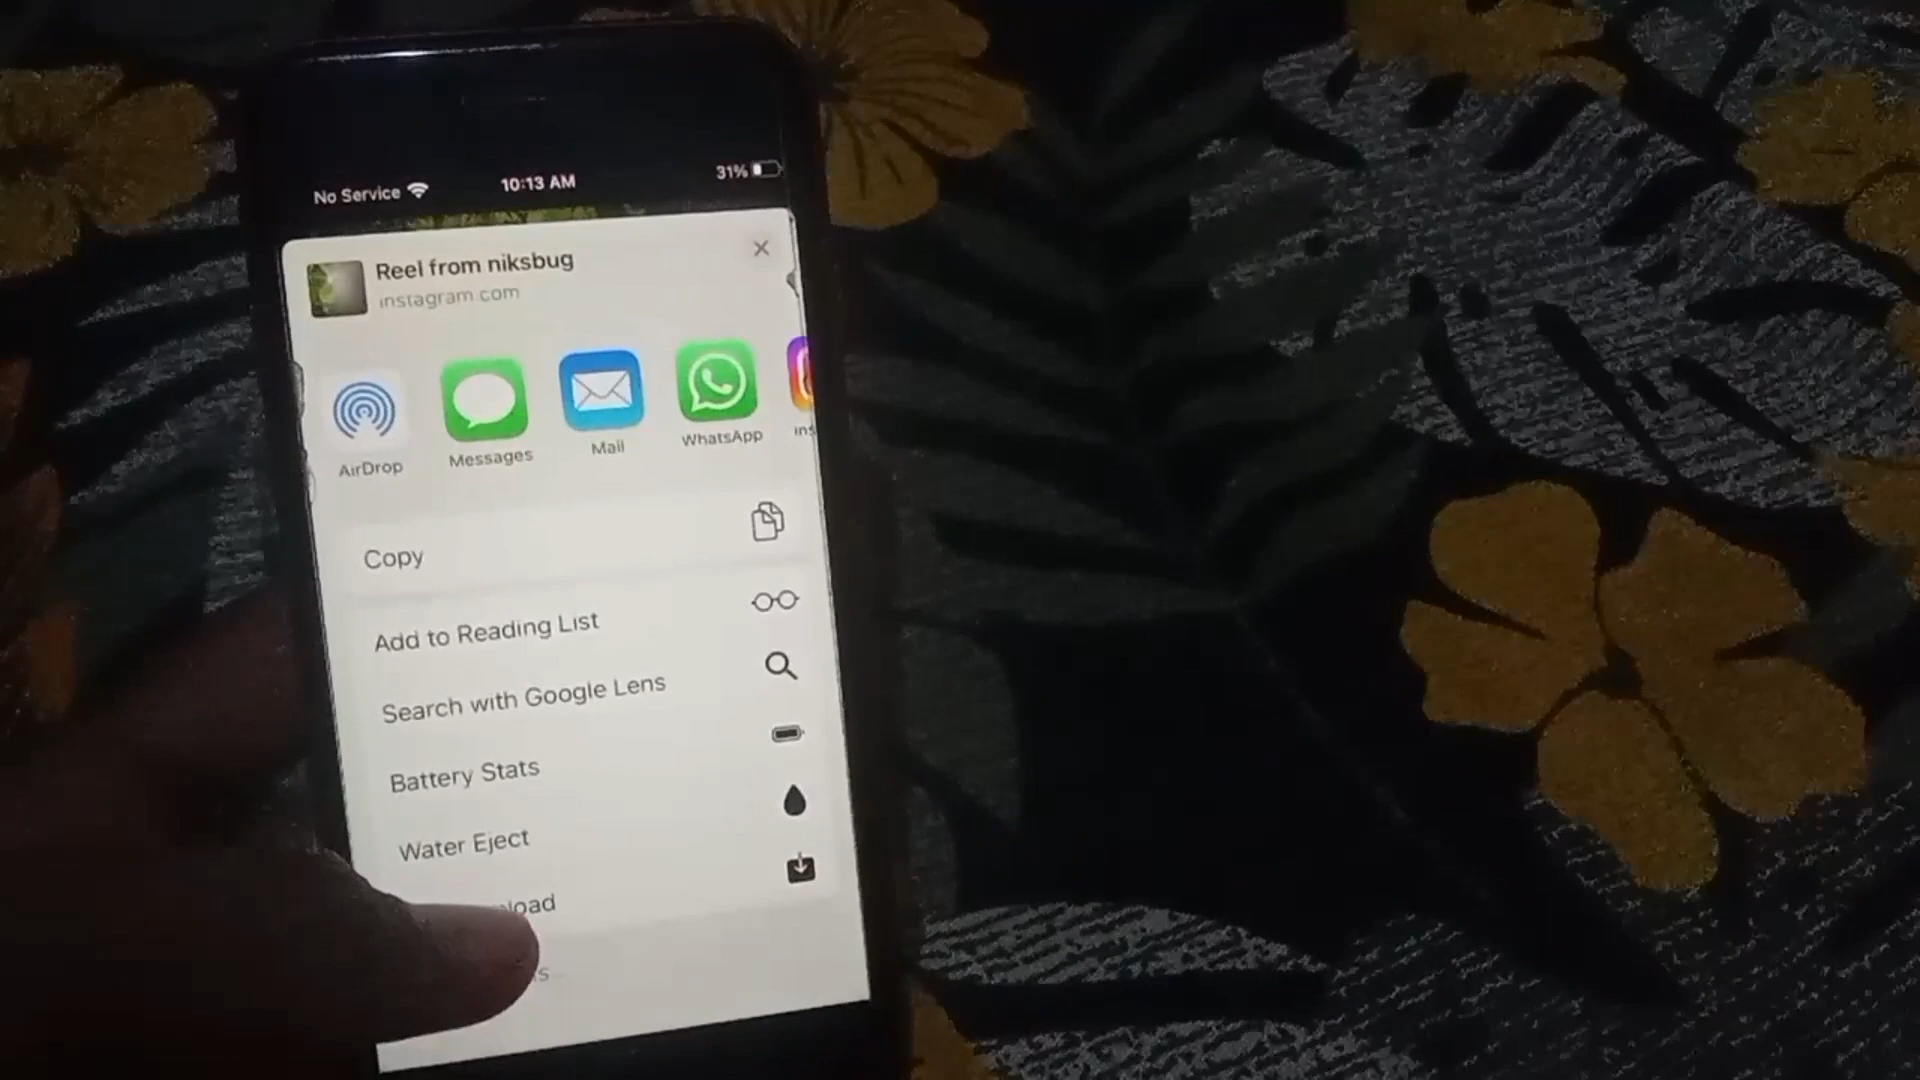 No Service 10:13 AM 31%
Reel from niksbug
instagram.com
AirDrop Messages Mail WhatsApp
Copy
Add to Reading List
Search with Google Lens
Battery Stats
Water Eject